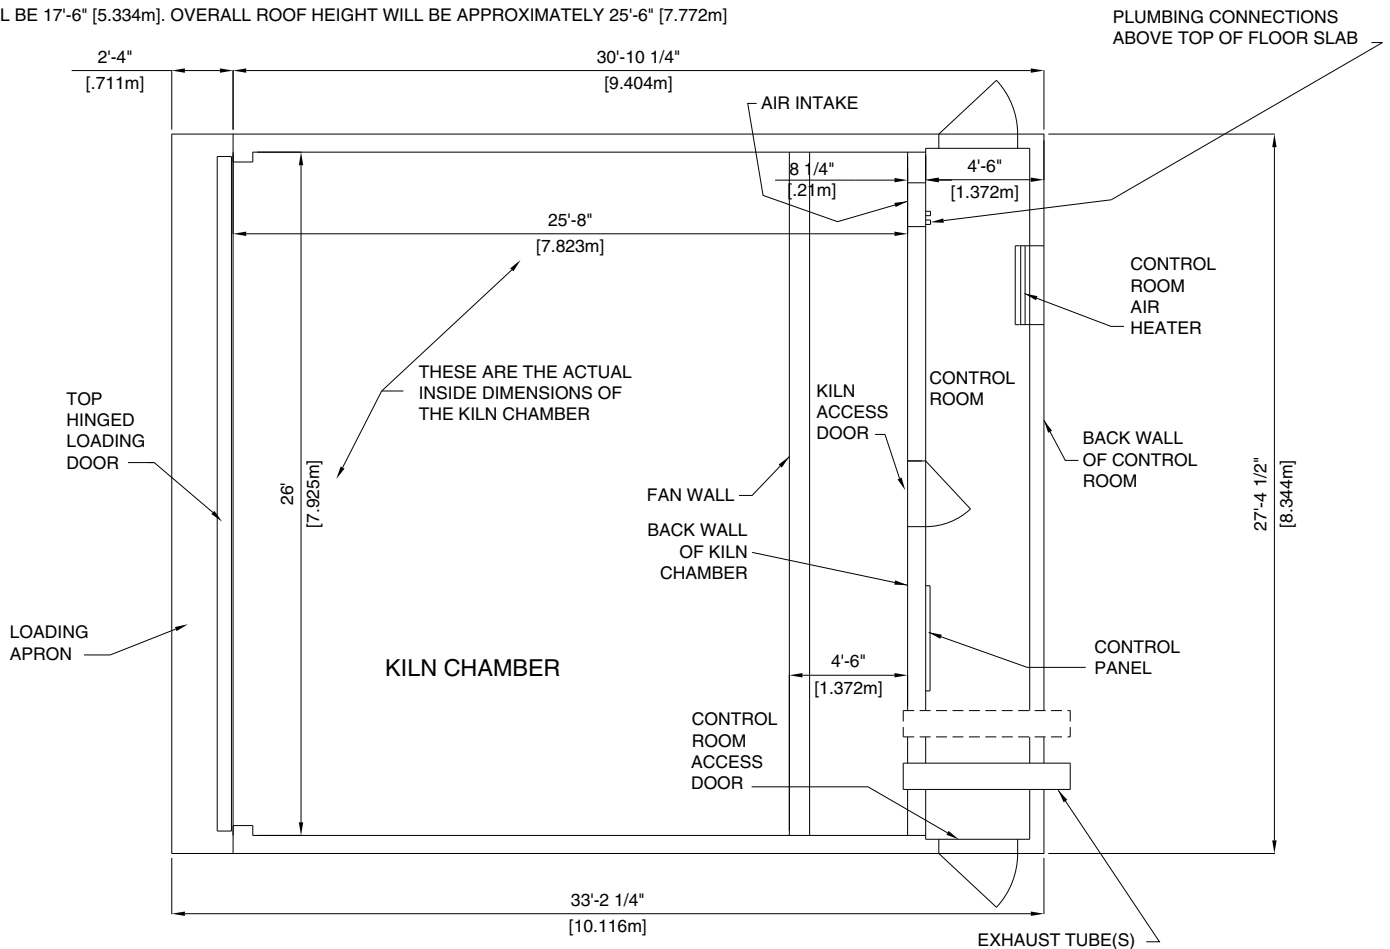 L BE 17'-6" [5.334m]. OVERALL ROOF HEIGHT WILL BE APPROXIMATELY 25'-6" [7.772m]
PLUMBING CONNECTIONS
ABOVE TOP OF FLOOR SLAB
2'-4"
[.711m]
30'-10 1/4"
[9.404m]
AIR INTAKE
8 1/4"
[.21m]
4'-6"
[1.372m]
25'-8"
[7.823m]
CONTROL
ROOM
AIR
HEATER
THESE ARE THE ACTUAL
INSIDE DIMENSIONS OF
THE KILN CHAMBER
TOP
HINGED
LOADING
DOOR
KILN
ACCESS
DOOR
CONTROL
ROOM
BACK WALL
OF CONTROL
ROOM
26'
[7.925m]
FAN WALL
27'-4 1/2"
[8.344m]
BACK WALL
OF KILN
CHAMBER
LOADING
APRON
KILN CHAMBER
4'-6"
[1.372m]
CONTROL
PANEL
CONTROL
ROOM
ACCESS
DOOR
33'-2 1/4"
[10.116m]
EXHAUST TUBE(S)